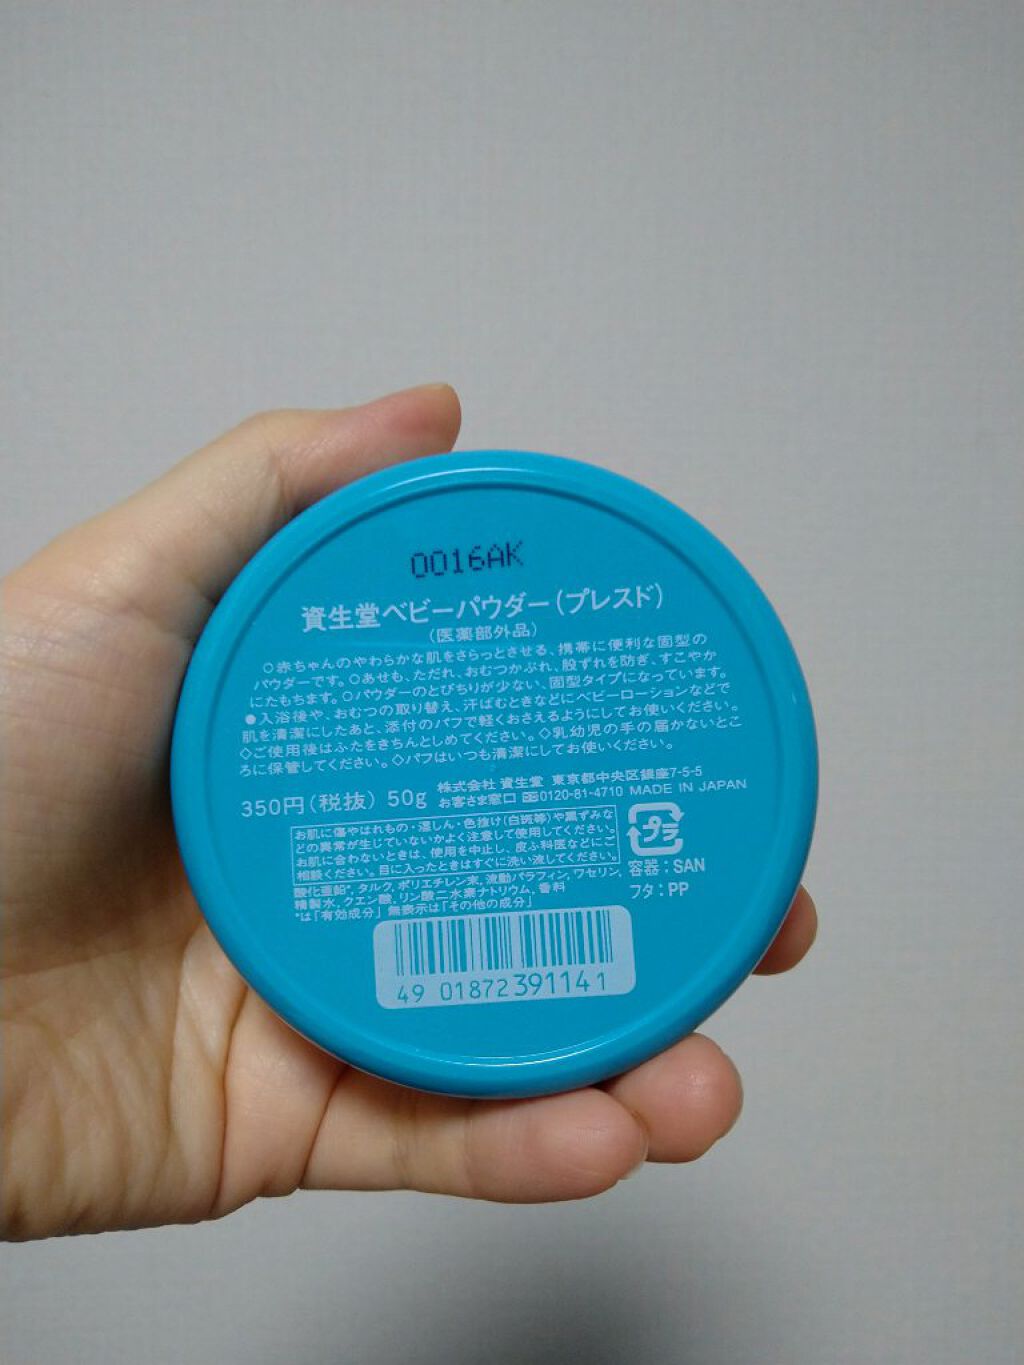 0016AK
資生堂ベビーパウダー(プレスド)
(医薬部外品)
○赤ちゃんのやわらかな肌をさらっとさせる、携帯に便利な固型の
パウダーです。○あせも、ただれ、おむつかぶれ、股ずれを防ぎ、すこやか
にたもちます。○パウダーのとびちりが少ない、固型タイプになっています。
●入浴後や、おむつの取り替え、汗ばむときなどにベビーローションなどで
肌を清潔にしたあと、添付のパフで軽くおさえるようにしてお使いください。
◇ご使用後はふたをきちんとしめてください。◇乳幼児の手の届かないとこ
ろに保管してください。◇パフはいつも清潔にしてお使いください。
350円(税抜) 50g
株式会社 資生堂 東京都中央区銀座7-5-5
お客さま窓口 0120-81-4710 MADE IN JAPAN
お肌に傷やはれもの・湿しん・色抜け(白斑等)や黒ずみな
どの異常が生じていないかよく注意して使用してください。
お肌に合わないときは、使用を中止し、皮ふ科医などにご
相談ください。目に入ったときはすぐに洗い流してください。
プラ
容器:SAN
フタ:PP
酸化亜鉛*, タルク, ポリエチレン末, 流動パラフィン, ワセリン,
精製水, クエン酸, リン酸二水素ナトリウム, 香料
*は「有効成分」無表示は「その他の成分」
49 01872 391141